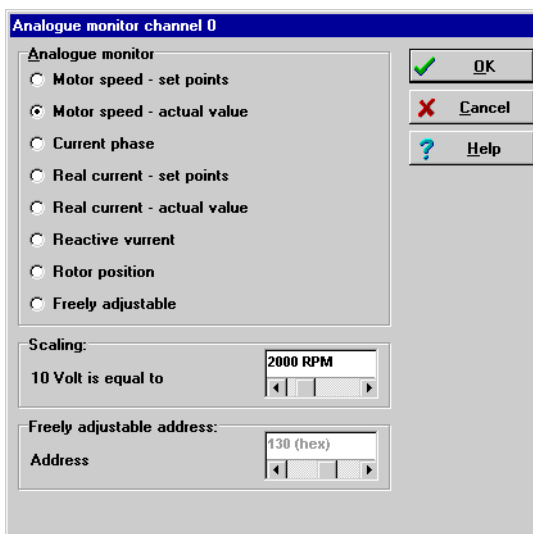 Analogue monitor channel 0
Analogue monitor
Motor speed - set points
Motor speed - actual value
Current phase
Real current - set points
Real current - actual value
Reactive vurrent
Rotor position
Freely adjustable
OK
Cancel
Help
Scaling:
10 Volt is equal to
2000 RPM
Freely adjustable address:
Address
130 (hex)